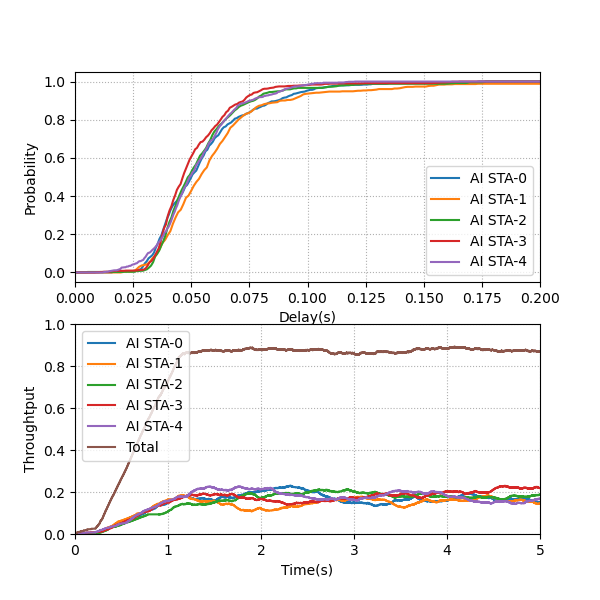 1.0
0.8
0.6
0.4
0.2
0.0
Probability
AI STA-0
AI STA-1
AI STA-2
AI STA-3
AI STA-4
0.000 0.025 0.050 0.075 0.100 0.125 0.150 0.175 0.200
Delay(s)
1.0
0.8
0.6
0.4
0.2
0.0
Throughtput
AI STA-0
AI STA-1
AI STA-2
AI STA-3
AI STA-4
Total
0 1 2 3 4 5
Time(s)